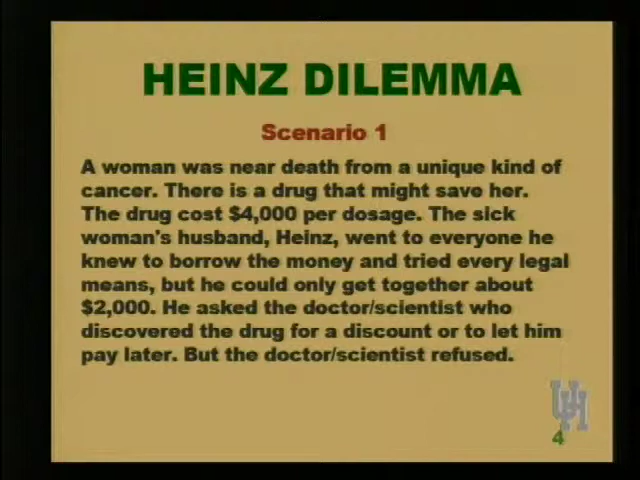 HEINZ DILEMMA
Scenario 1
A woman was near death from a unique kind of
cancer. There is a drug that might save her.
The drug cost $4,000 per dosage. The sick
woman's husband, Heinz, went to everyone he
knew to borrow the money and tried every legal
means, but he could only get together about
$2,000. He asked the doctor/scientist who
discovered the drug for a discount or to let him
pay later. But the doctor/scientist refused.
UH
4